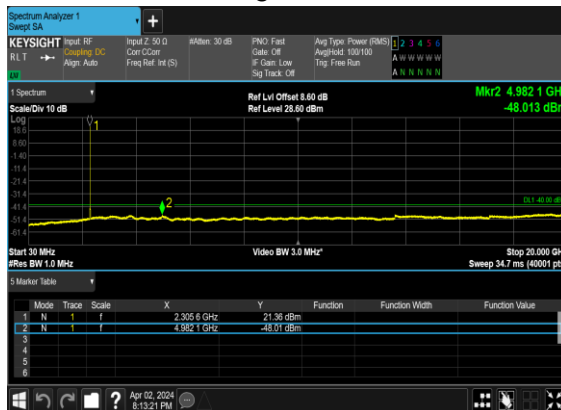 Spectrum Analyzer 1
Swept SA
KEYSIGHT Input: RF Input Z: 50 Ω #Atten: 30 dB PNO: Fast Avg Type: Power (RMS) 1 2 3 4 5 6
RLT Coupling: DC Corr CCorr Gate: Off Avg|Hold: 100/100 A W W W W W
Align: Auto Freq Ref: Int (S) IF Gain: Low Trig: Free Run
Sig Track: Off A N N N N N
1 Spectrum Ref Lvl Offset 8.60 dB Mkr2 4.982 1 GH
Scale/Div 10 dB Ref Level 28.60 dBm -48.013 dBr
Log
18.6
8.60
-1.40
-11.4
-21.4
-31.4
-41.4
-51.4
-61.4
1
2
DL1 -40.00 dB
Start 30 MHz Video BW 3.0 MHz* Stop 20.000 GH
#Res BW 1.0 MHz Sweep 34.7 ms (40001 pt
5 Marker Table
Mode Trace Scale X Y Function Function Width Function Value
1 N 1 f 2.305 6 GHz 21.36 dBm
2 N 1 f 4.982 1 GHz -48.01 dBm
3
4
5
6
? Apr 02, 2024
8:13:21 PM